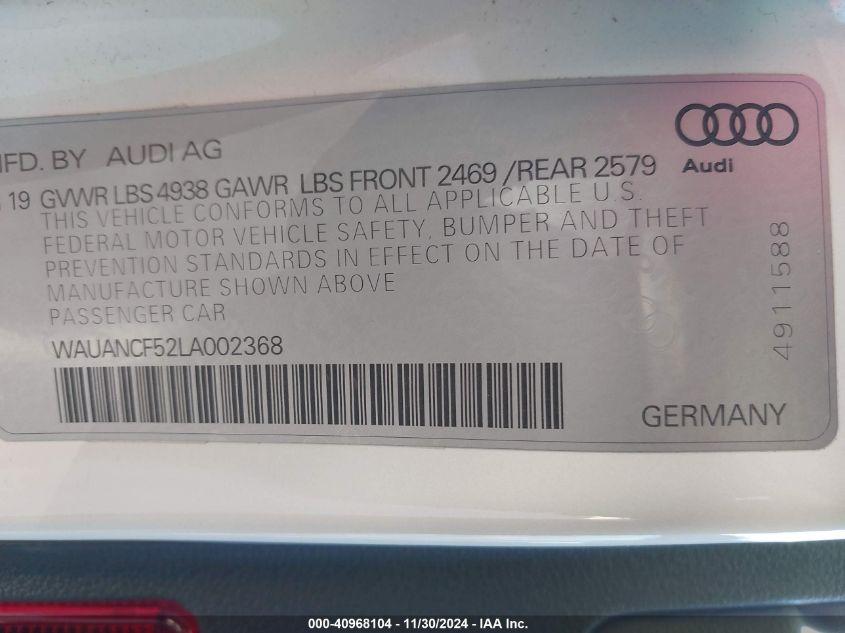 MFD. BY AUDI AG
19 GVWR LBS 4938 GAWR LBS FRONT 2469 /REAR 2579
Audi
THIS VEHICLE CONFORMS TO ALL APPLICABLE U.S.
FEDERAL MOTOR VEHICLE SAFETY, BUMPER AND THEFT
PREVENTION STANDARDS IN EFFECT ON THE DATE OF
MANUFACTURE SHOWN ABOVE
PASSENGER CAR
WAUANCF52LA002368
4911588
GERMANY
000-40968104 - 11/30/2024 - IAA Inc.